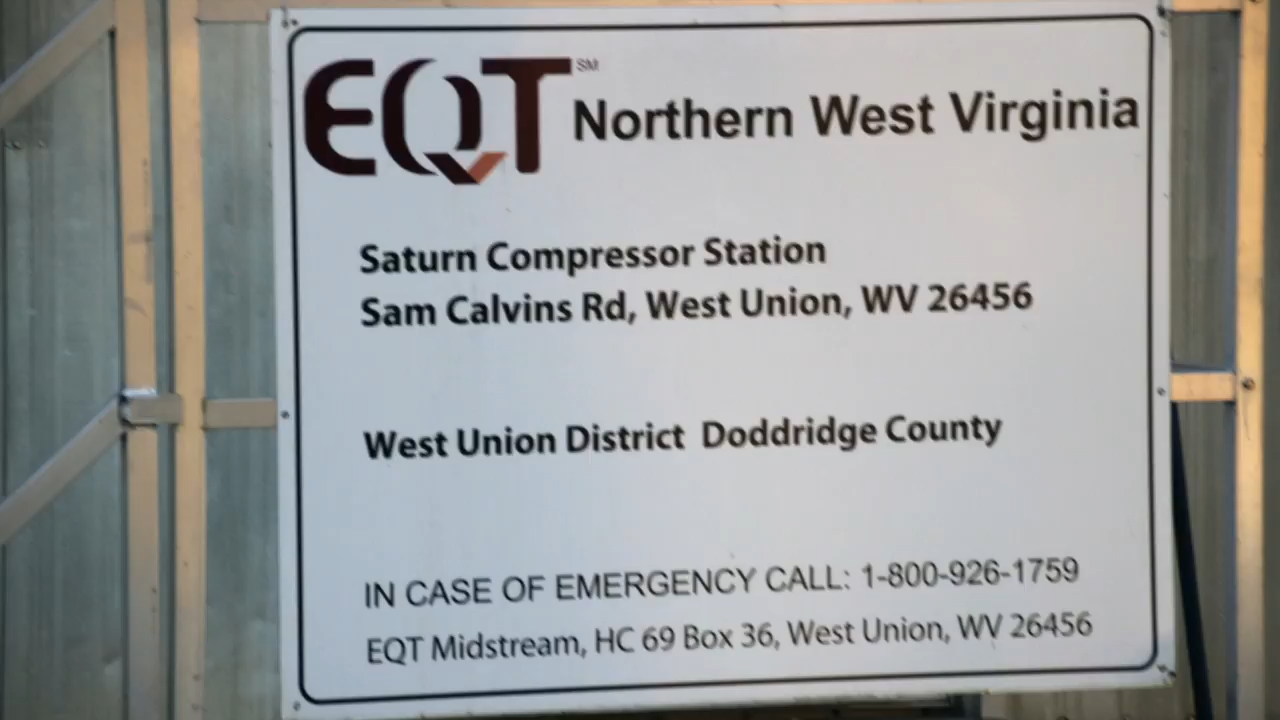 EQT SM Northern West Virginia
Saturn Compressor Station
Sam Calvins Rd, West Union, WV 26456
West Union District Doddridge County
IN CASE OF EMERGENCY CALL: 1-800-926-1759
EQT Midstream, HC 69 Box 36, West Union, WV 26456